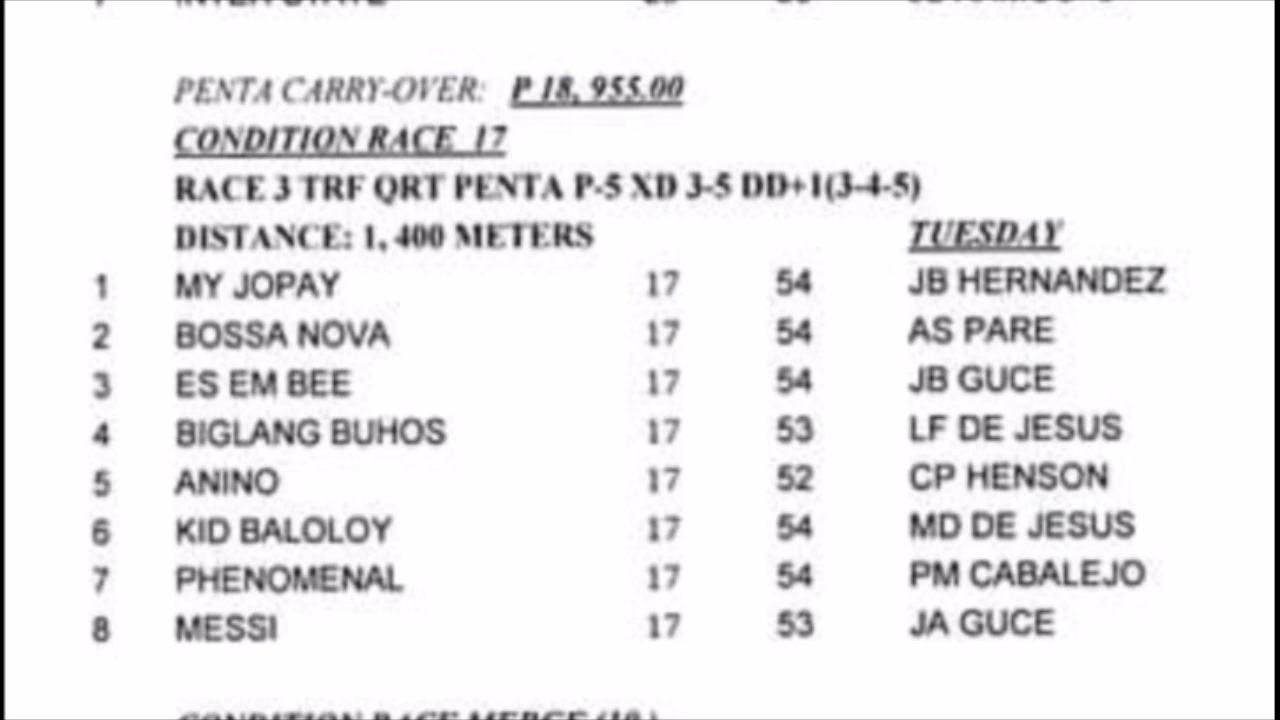 PENTA CARRY-OVER: P 18, 955.00
CONDITION RACE 17
RACE 3 TRF QRT PENTA P-5 XD 3-5 DD+1(3-4-5)
DISTANCE: 1, 400 METERS TUESDAY
1 MY JOPAY 17 54 JB HERNANDEZ
2 BOSSA NOVA 17 54 AS PARE
3 ES EM BEE 17 54 JB GUCE
4 BIGLANG BUHOS 17 53 LF DE JESUS
5 ANINO 17 52 CP HENSON
6 KID BALOLOY 17 54 MD DE JESUS
7 PHENOMENAL 17 54 PM CABALEJO
8 MESSI 17 53 JA GUCE
CONDITION RACE MERGE